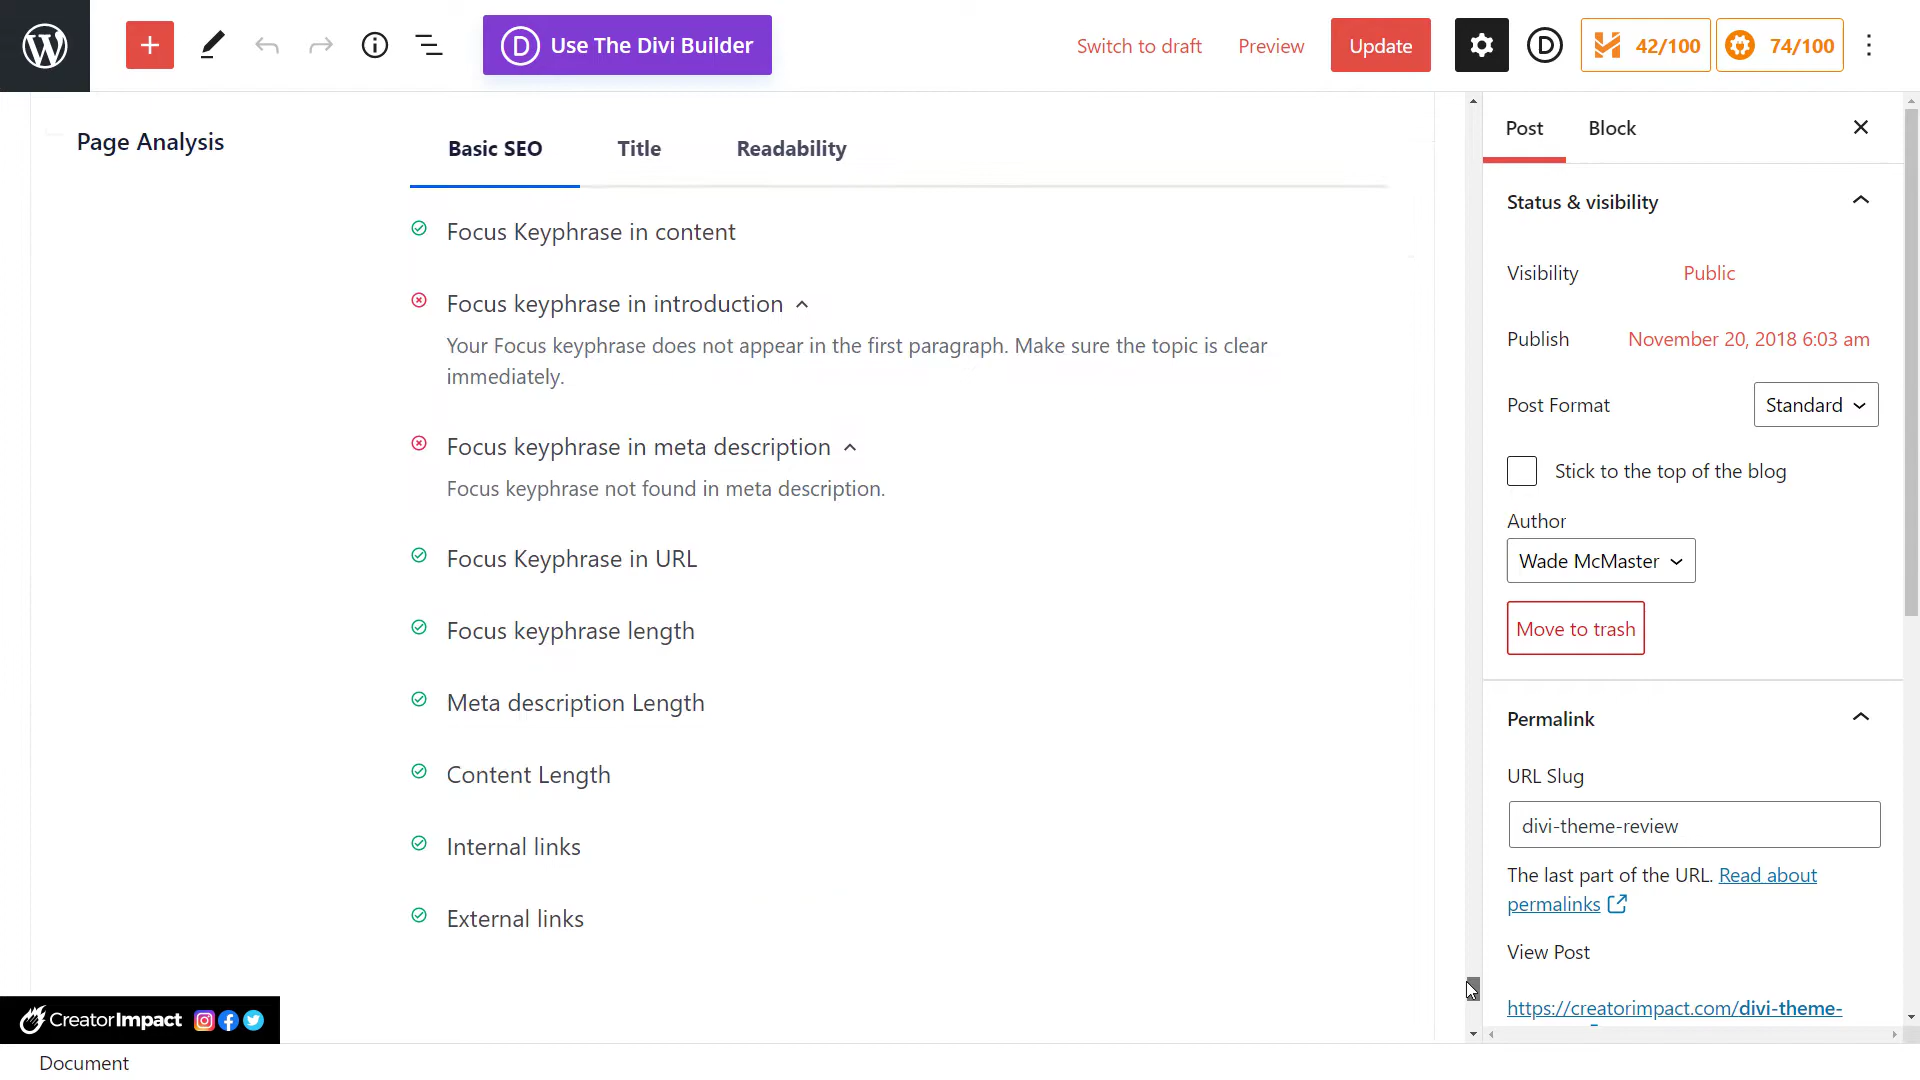 Use The Divi Builder
Switch to draft
Preview
Update
42/100
74/100
Page Analysis
Basic SEO
Title
Readability
Focus Keyphrase in content
Focus keyphrase in introduction
Your Focus keyphrase does not appear in the first paragraph. Make sure the topic is clear
immediately.
Focus keyphrase in meta description
Focus keyphrase not found in meta description.
Focus Keyphrase in URL
Focus keyphrase length
Meta description Length
Content Length
Internal links
External links
Post
Block
Status & visibility
Visibility
Public
Publish
November 20, 2018 6:03 am
Post Format
Standard
Stick to the top of the blog
Author
Wade McMaster
Move to trash
Permalink
URL Slug
divi-theme-review
The last part of the URL. Read about
permalinks
View Post
https://creatorimpact.com/divi-theme-
CreatorImpact
Document